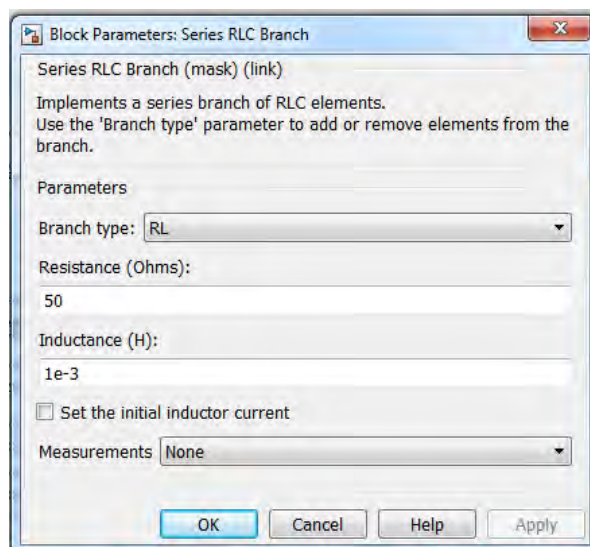 Block Parameters: Series RLC Branch
Series RLC Branch (mask) (link)
Implements a series branch of RLC elements.
Use the 'Branch type' parameter to add or remove elements from the
branch.
Parameters
Branch type: RL
Resistance (Ohms):
50
Inductance (H):
1e-3
Set the initial inductor current
Measurements None
OK Cancel Help Apply